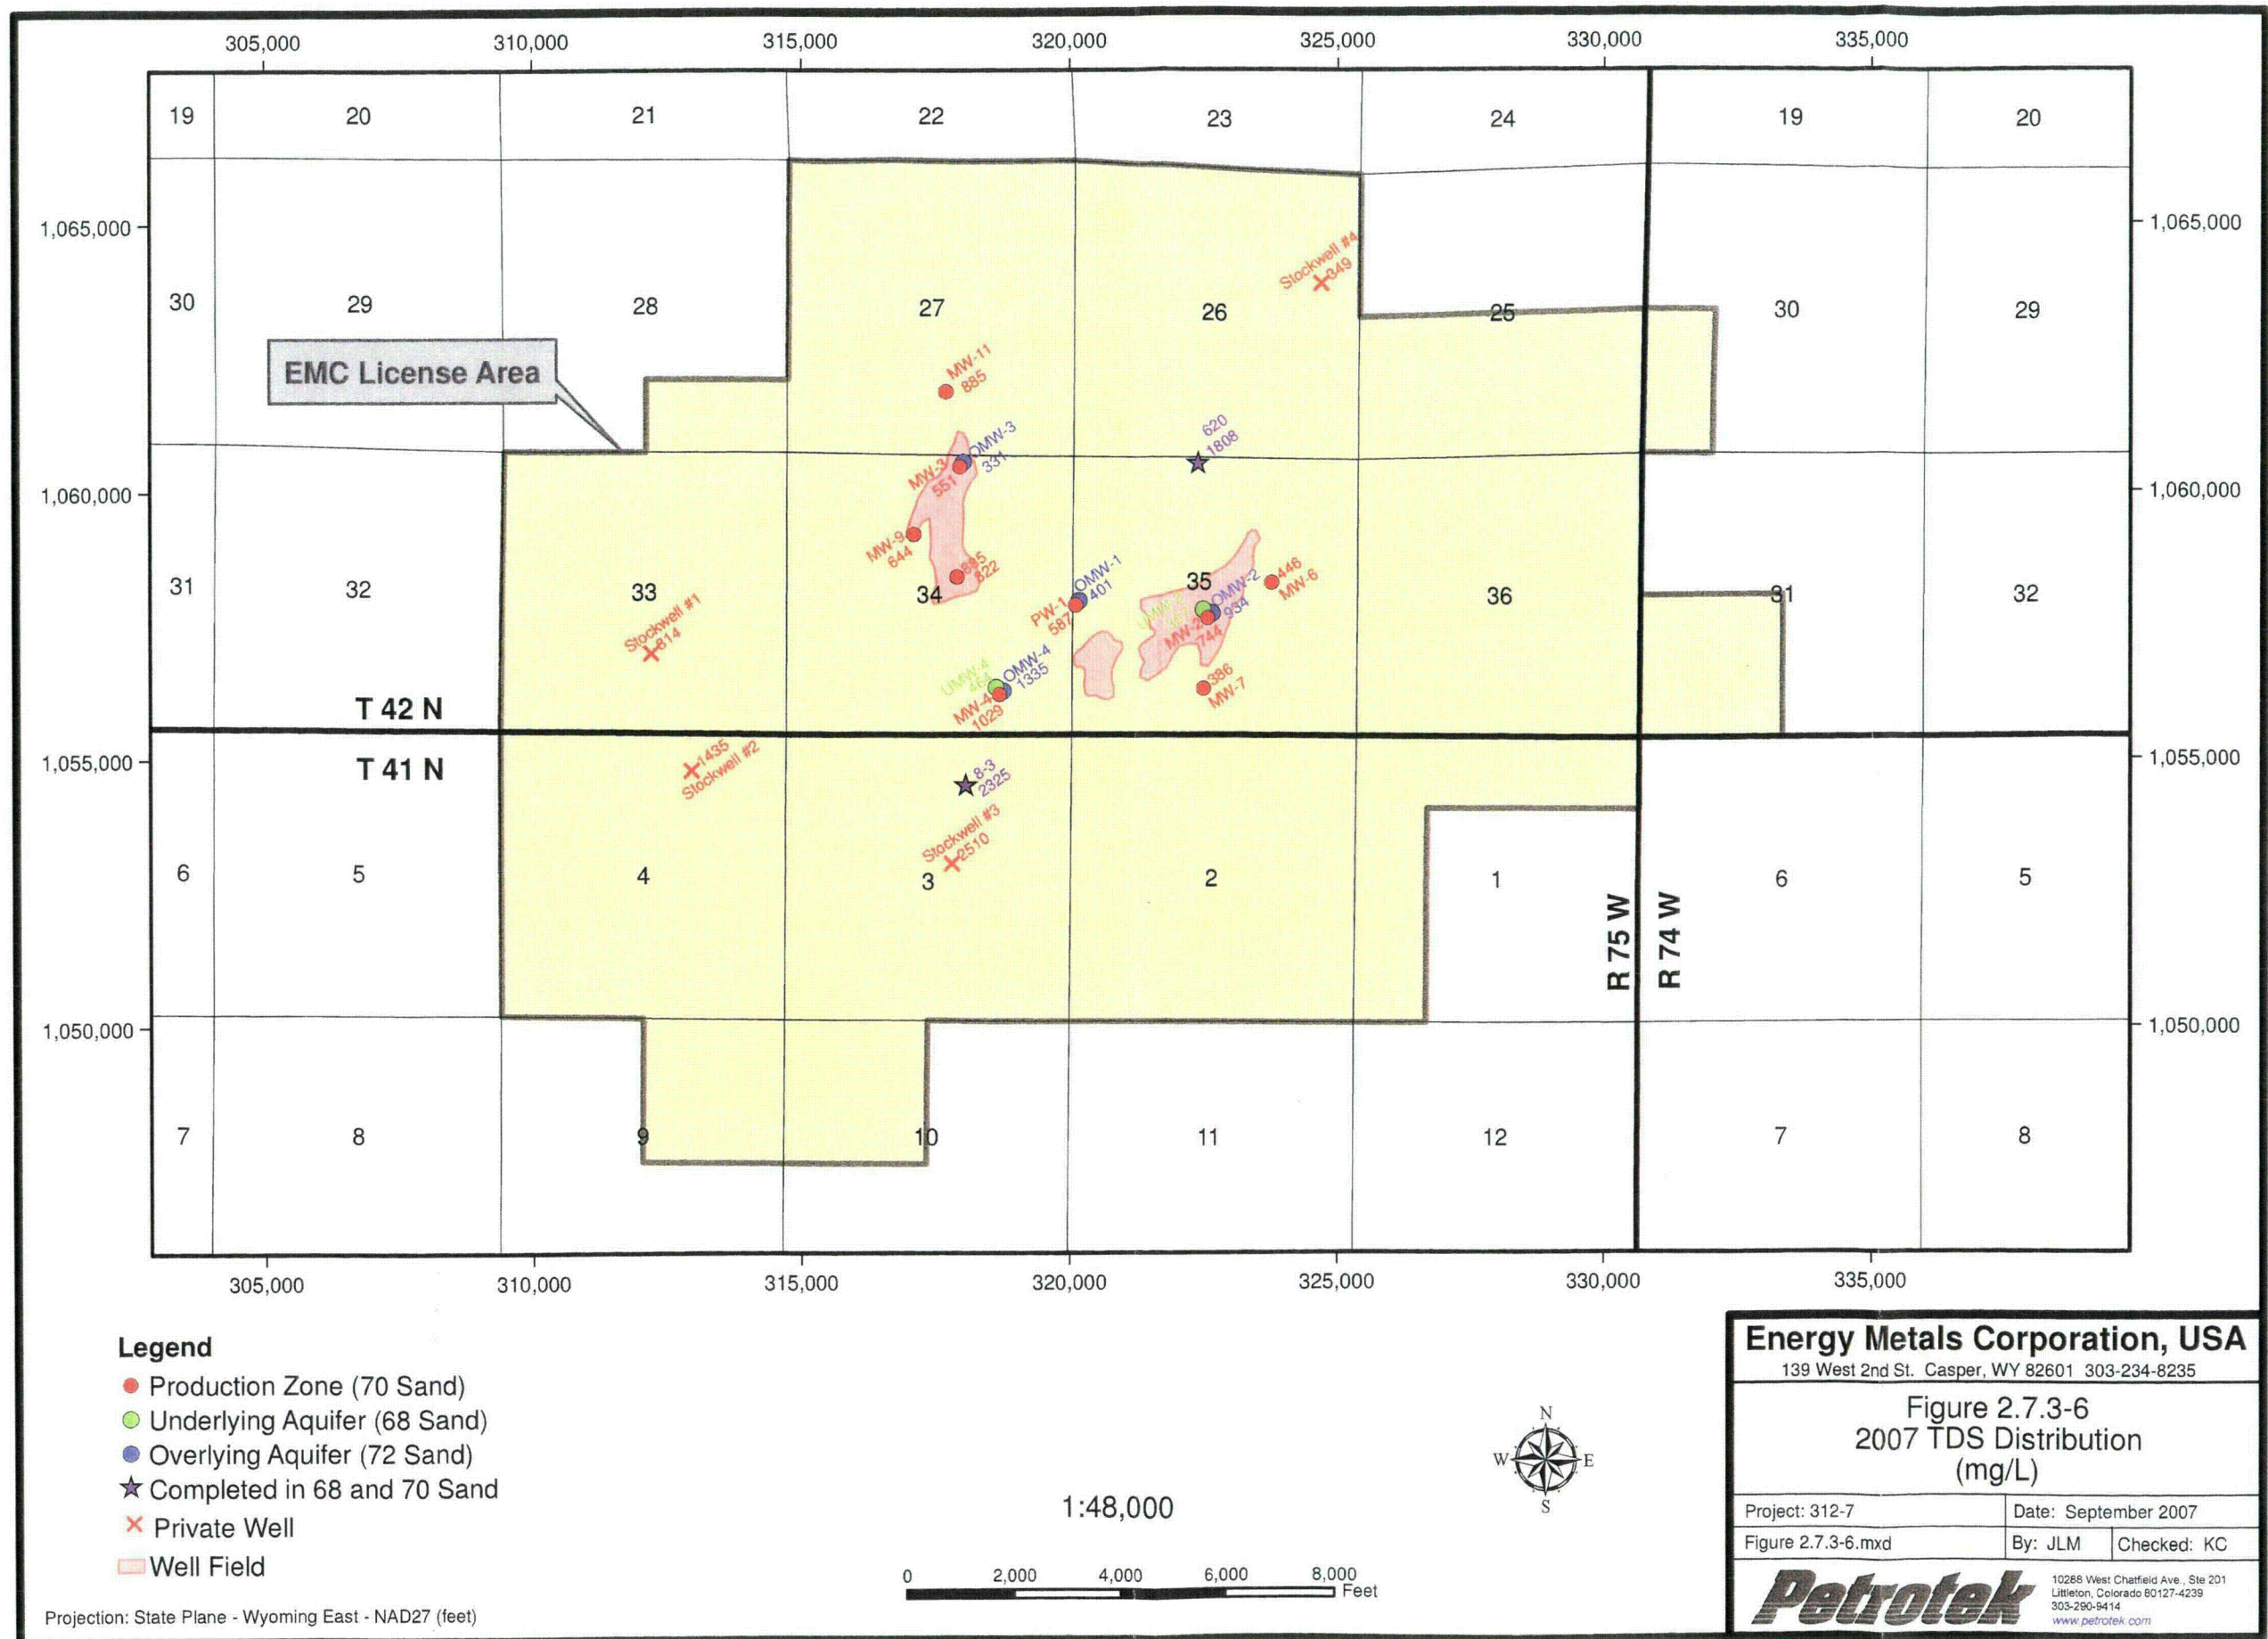 305,000 310,000 315,000 320,000 325,000 330,000 335,000
19 20 21 22 23 24 19 20
1,065,000 1,065,000
Stockwell #4
349
30 29 28 27 26 25 30 29
EMC License Area
MW-11
885
620
1808
OMW-3
331
MW-3
551
1,060,000 1,060,000
MW-9
644
885
822
OMW-1
401
PW-1
587
OMW-2
934
UMW-2
MW-2
744
446
MW-6
31 32 33 34 35 36 31 32
Stockwell #1
814
UMW-4
464
OMW-4
1335
MW-4
1029
386
MW-7
T 42 N
T 41 N
1,055,000 1,055,000
1435
Stockwell #2
8-3
2325
Stockwell #3
2510
6 5 4 3 2 1 6 5
R 75 W
R 74 W
1,050,000 1,050,000
7 8 9 10 11 12 7 8
305,000 310,000 315,000 320,000 325,000 330,000 335,000
Legend
Production Zone (70 Sand)
Underlying Aquifer (68 Sand)
Overlying Aquifer (72 Sand)
Completed in 68 and 70 Sand
Private Well
Well Field
Projection: State Plane - Wyoming East - NAD27 (feet)
1:48,000
0 2,000 4,000 6,000 8,000
Feet
N
W E
S
Energy Metals Corporation, USA
139 West 2nd St. Casper, WY 82601 303-234-8235
Figure 2.7.3-6
2007 TDS Distribution
(mg/L)
Project: 312-7 Date: September 2007
Figure 2.7.3-6.mxd By: JLM Checked: KC
Petrotek
10288 West Chatfield Ave., Ste 201
Littleton, Colorado 80127-4239
303-290-9414
www.petrotek.com